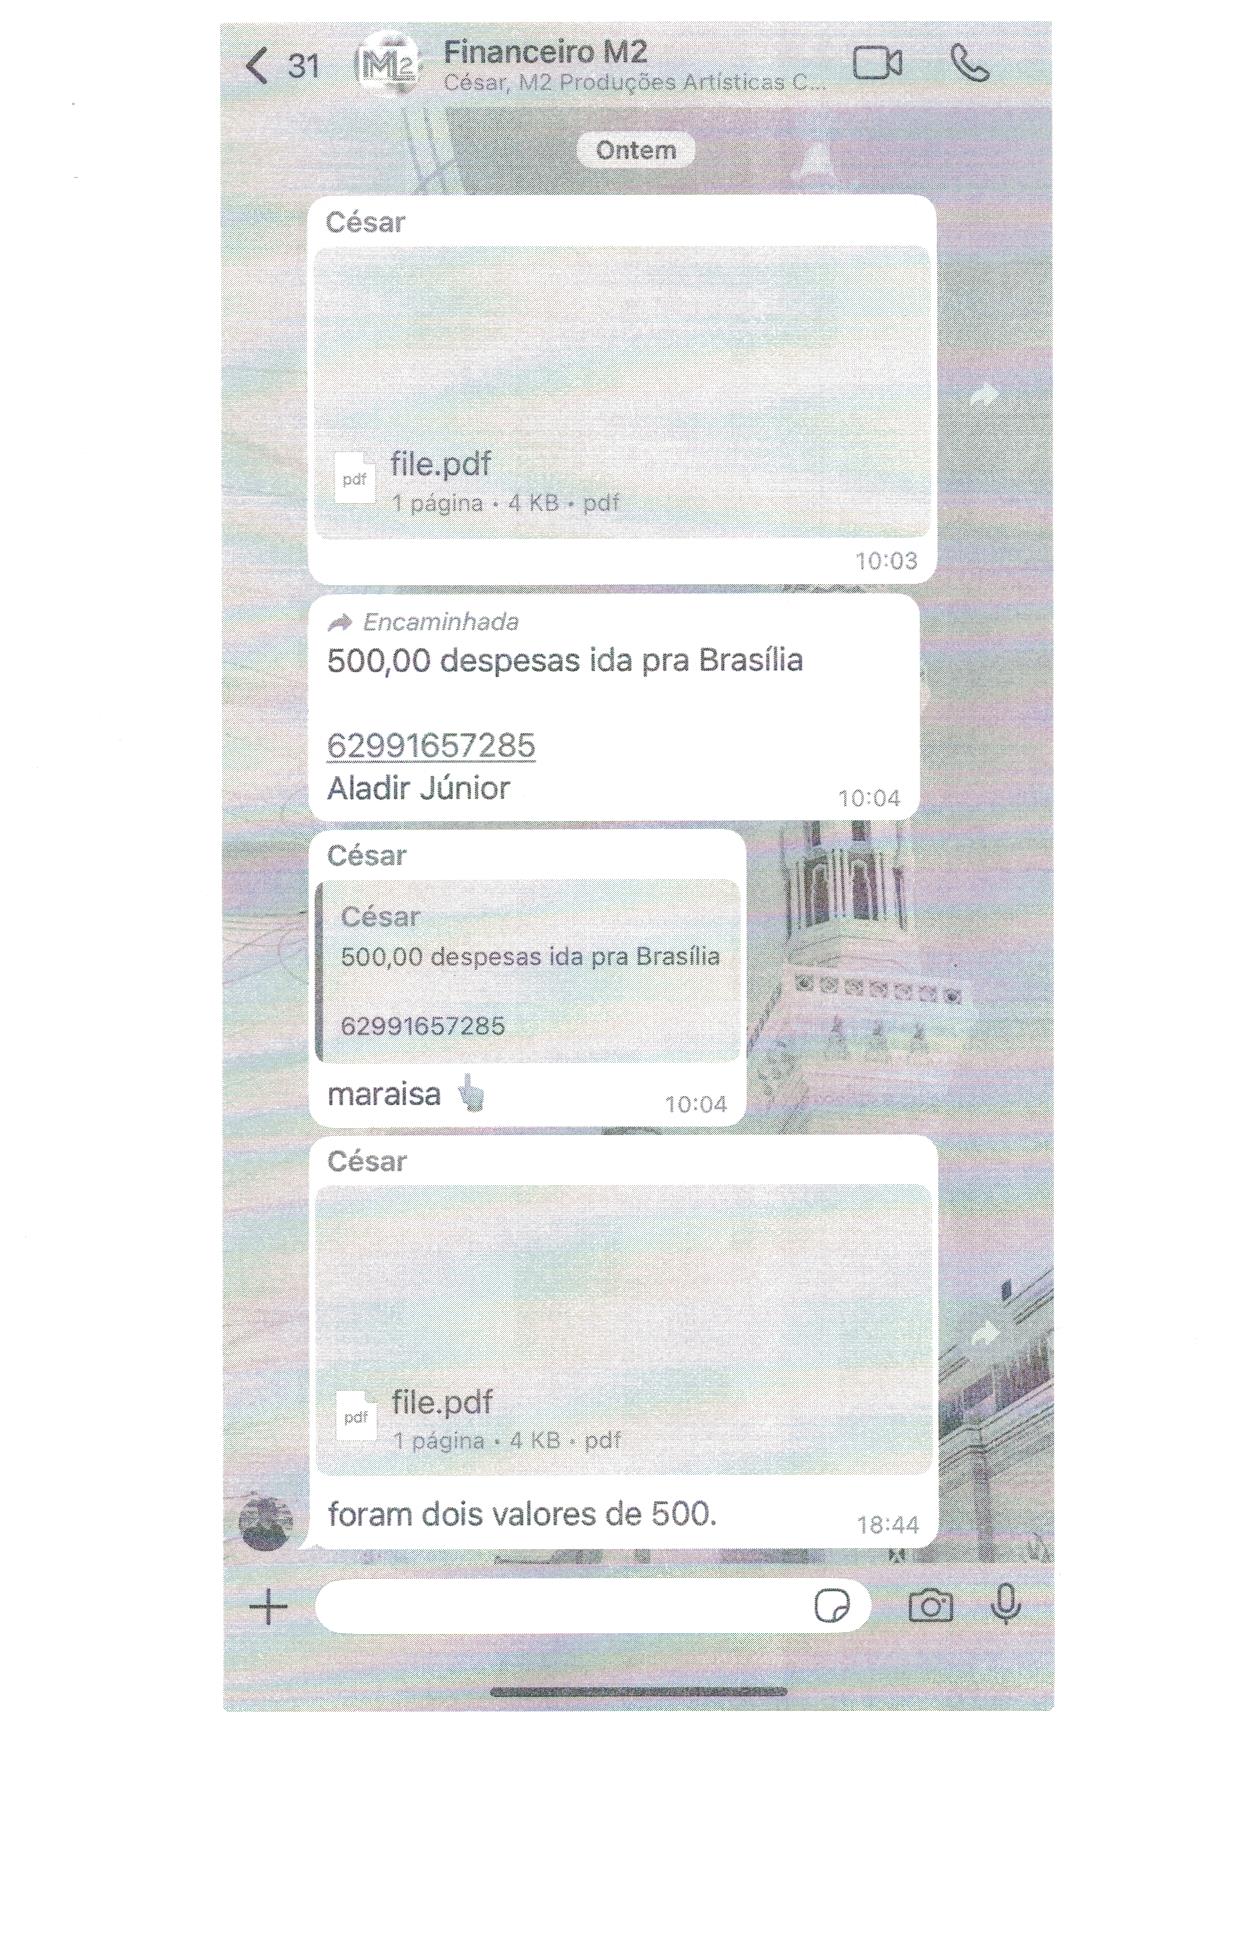 31
M2
Financeiro M2
César, M2 Produções Artísticas C...
Ontem
César
pdf
file.pdf
1 página • 4 KB • pdf
10:03
Encaminhada
500,00 despesas ida pra Brasília
62991657285
Aladir Júnior
10:04
César
César
500,00 despesas ida pra Brasília
62991657285
maraisa 👆
10:04
César
pdf
file.pdf
1 página • 4 KB • pdf
foram dois valores de 500.
18:44